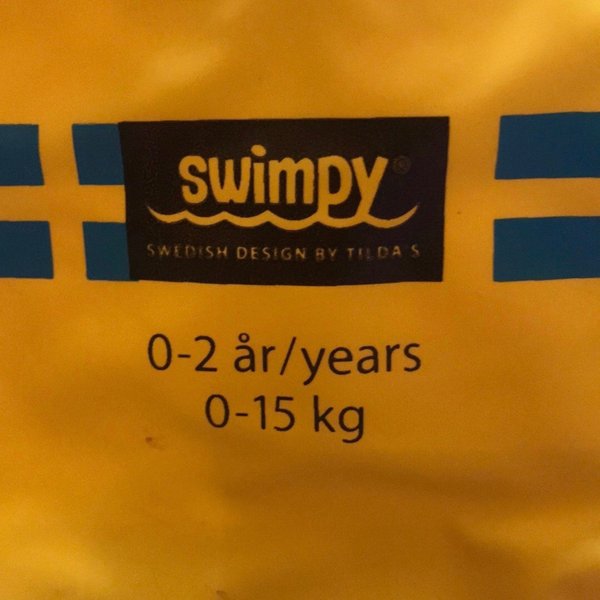 swimpy®
SWEDISH DESIGN BY TILDA S
0-2 år/years
0-15 kg